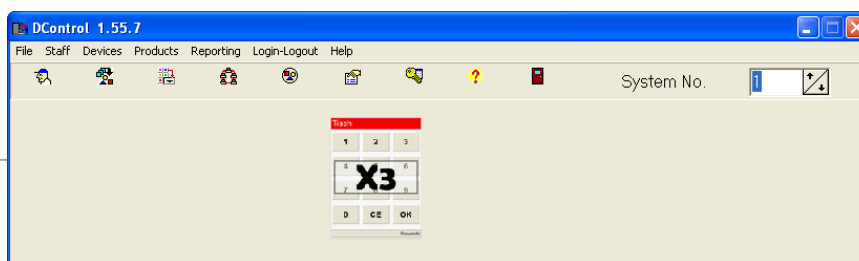 DControl 1.55.7
File Staff Devices Products Reporting Login-Logout Help
? System No. 1
1 2 3
4 X3 6
7 9
0 CE OK